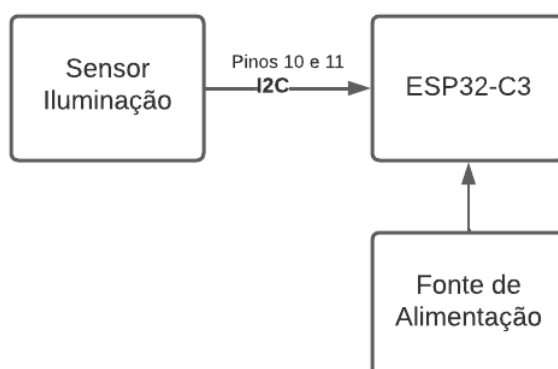 Sensor
Iluminação
Pinos 10 e 11
I2C
ESP32-C3
Fonte de
Alimentação